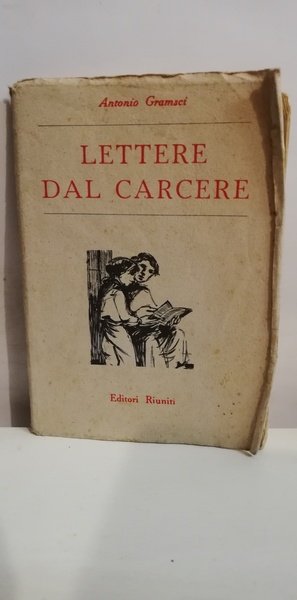 Antonio Gramsci
LETTERE
DAL CARCERE
Editori Riuniti